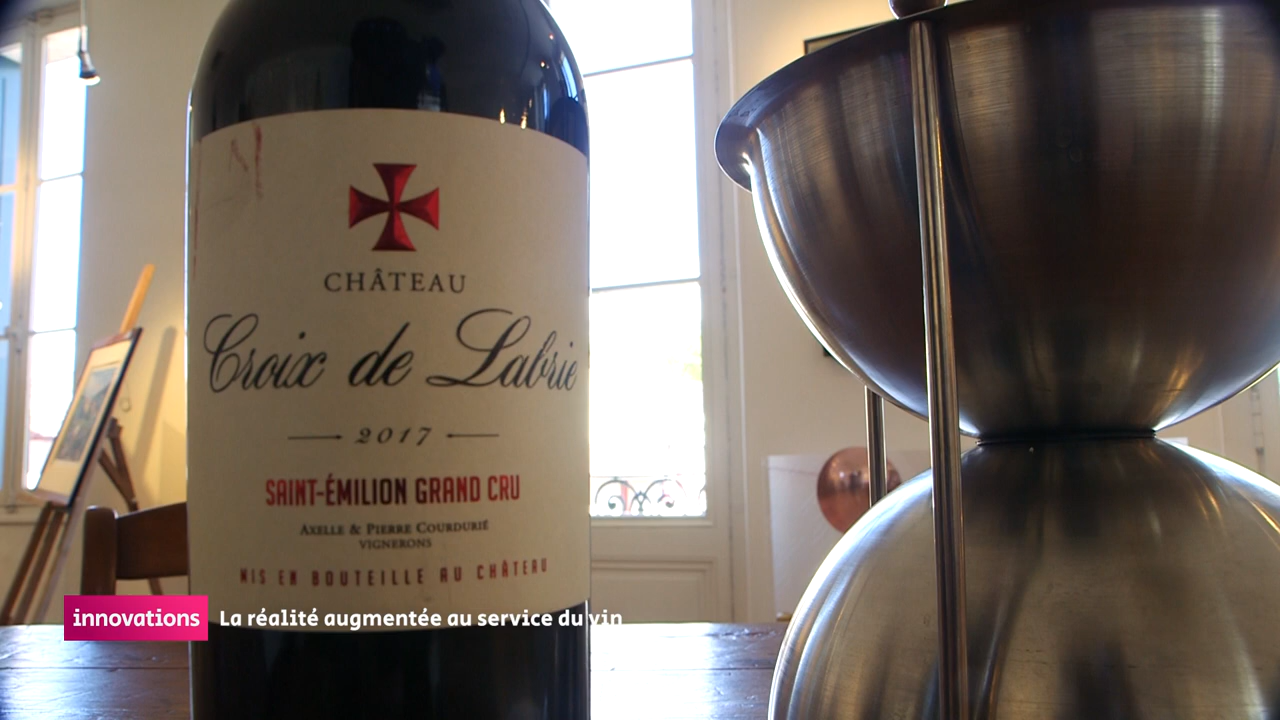 CHÂTEAU
Croix de Labrie
2017
SAINT-ÉMILION GRAND CRU
AXELLE & PIERRE COURDURIÉ
VIGNERONS
MIS EN BOUTEILLE AU CHÂTEAU
innovations La réalité augmentée au service du vin